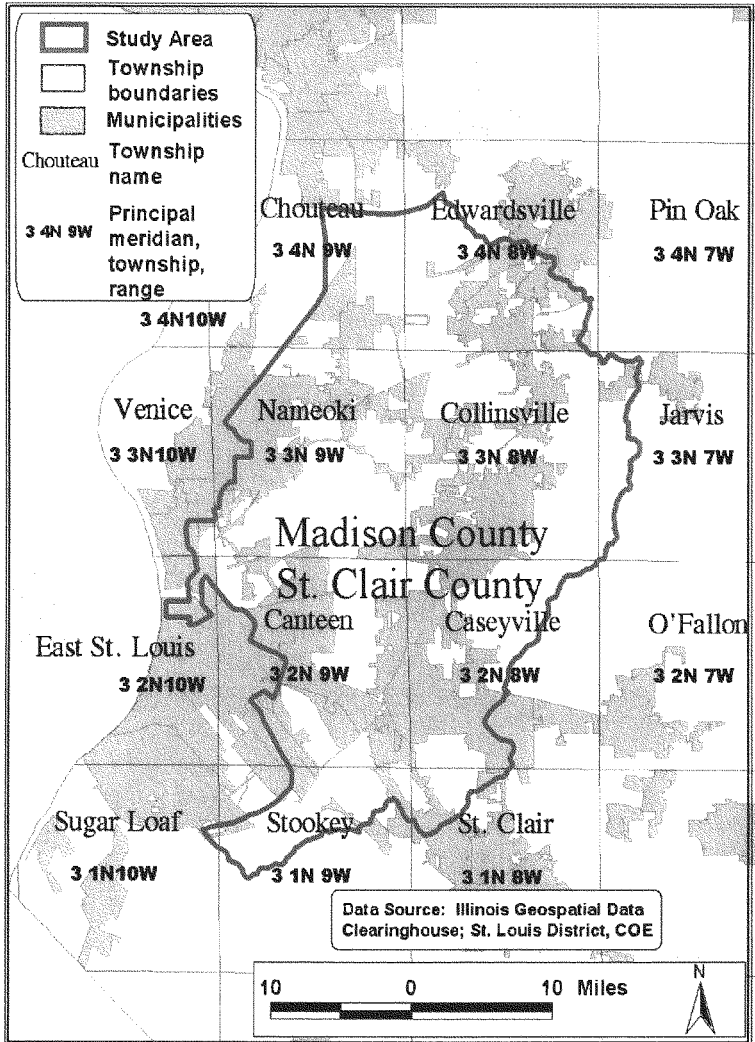 Study Area
Township
boundaries
Municipalities
Chouteau Township
name
3 4N 9W Principal
meridian,
township,
range
Chouteau Edwardsville Pin Oak
3 4N 9W 3 4N 8W 3 4N 7W
3 4N10W
Venice Nameoki Collinsville Jarvis
3 3N10W 3 3N 9W 3 3N 8W 3 3N 7W
Madison County
St. Clair County
Canteen Caseyville O'Fallon
East St. Louis
3 2N10W 3 2N 9W 3 2N 8W 3 2N 7W
Sugar Loaf Stookey St. Clair
3 1N10W 3 1N 9W 3 1N 8W
Data Source: Illinois Geospatial Data
Clearinghouse; St. Louis District, COE
10 0 10 Miles
N